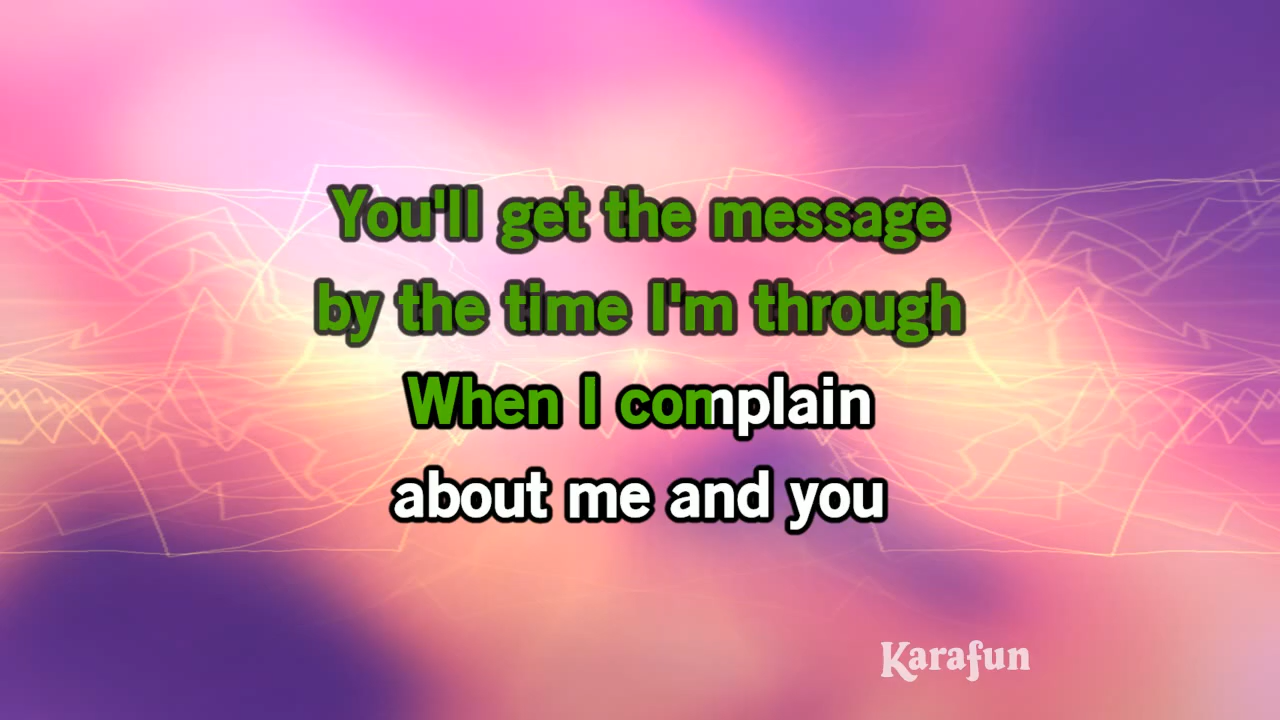 You'll get the message
by the time I'm through
When I complain
about me and you
Karafun